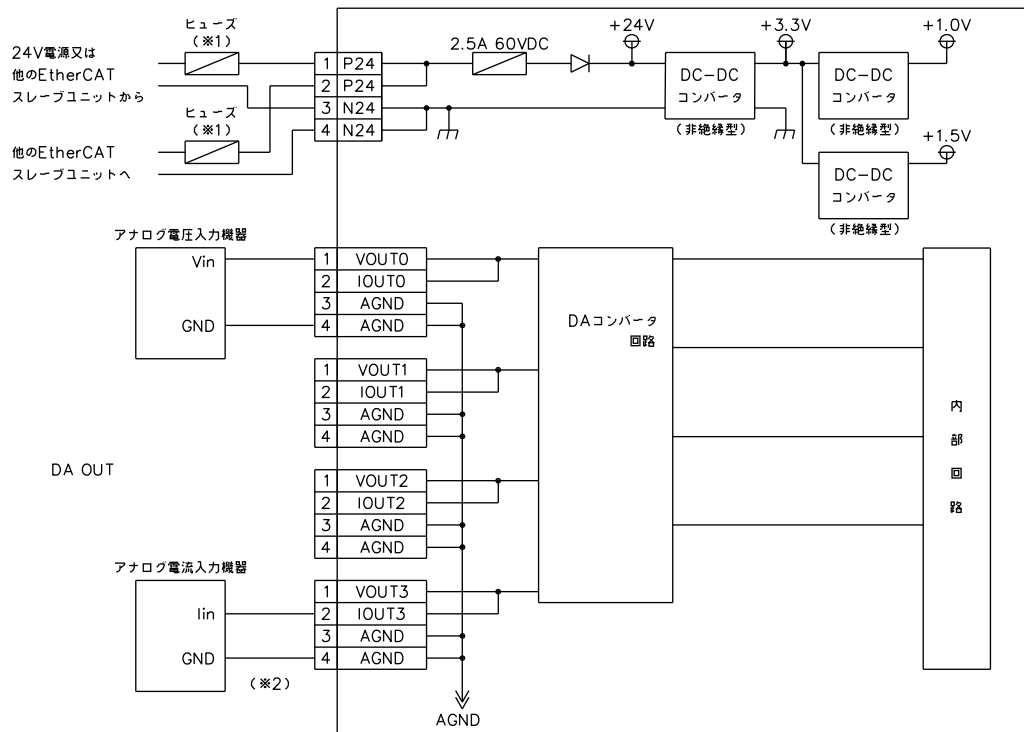 ヒューズ
(※1)
24V電源又は
他のEtherCAT
スレーブユニットから
1 P24
2 P24
3 N24
4 N24
2.5A 60VDC
+24V
+3.3V
+1.0V
DC-DC
コンバータ
(非絶縁型)
DC-DC
コンバータ
(非絶縁型)
ヒューズ
(※1)
他のEtherCAT
スレーブユニットへ
+1.5V
DC-DC
コンバータ
(非絶縁型)
アナログ電圧入力機器
Vin
GND
1 VOUT0
2 IOUT0
3 AGND
4 AGND
DAコンバータ
回路
1 VOUT1
2 IOUT1
3 AGND
4 AGND
内部回路
DA OUT
1 VOUT2
2 IOUT2
3 AGND
4 AGND
アナログ電流入力機器
Iin
GND
(※2)
1 VOUT3
2 IOUT3
3 AGND
4 AGND
AGND